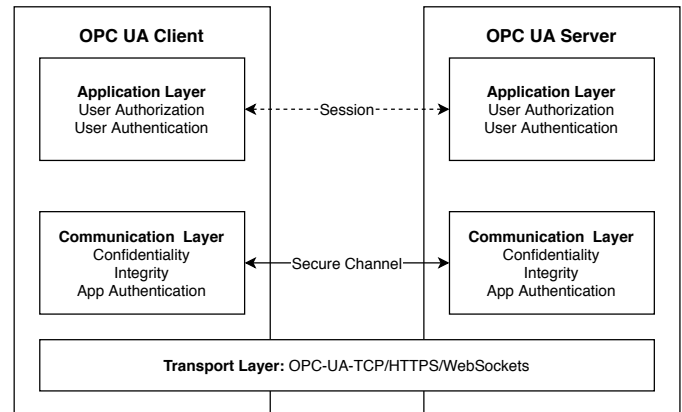 OPC UA Client
OPC UA Server
Application Layer
User Authorization
User Authentication
Session
Application Layer
User Authorization
User Authentication
Communication Layer
Confidentiality
Integrity
App Authentication
Secure Channel
Communication Layer
Confidentiality
Integrity
App Authentication
Transport Layer: OPC-UA-TCP/HTTPS/WebSockets